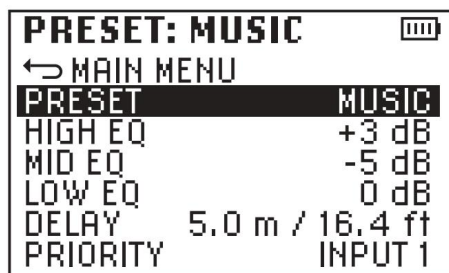 PRESET: MUSIC
MAIN MENU
PRESET MUSIC
HIGH EQ +3 dB
MID EQ -5 dB
LOW EQ 0 dB
DELAY 5.0 m / 16.4 ft
PRIORITY INPUT 1